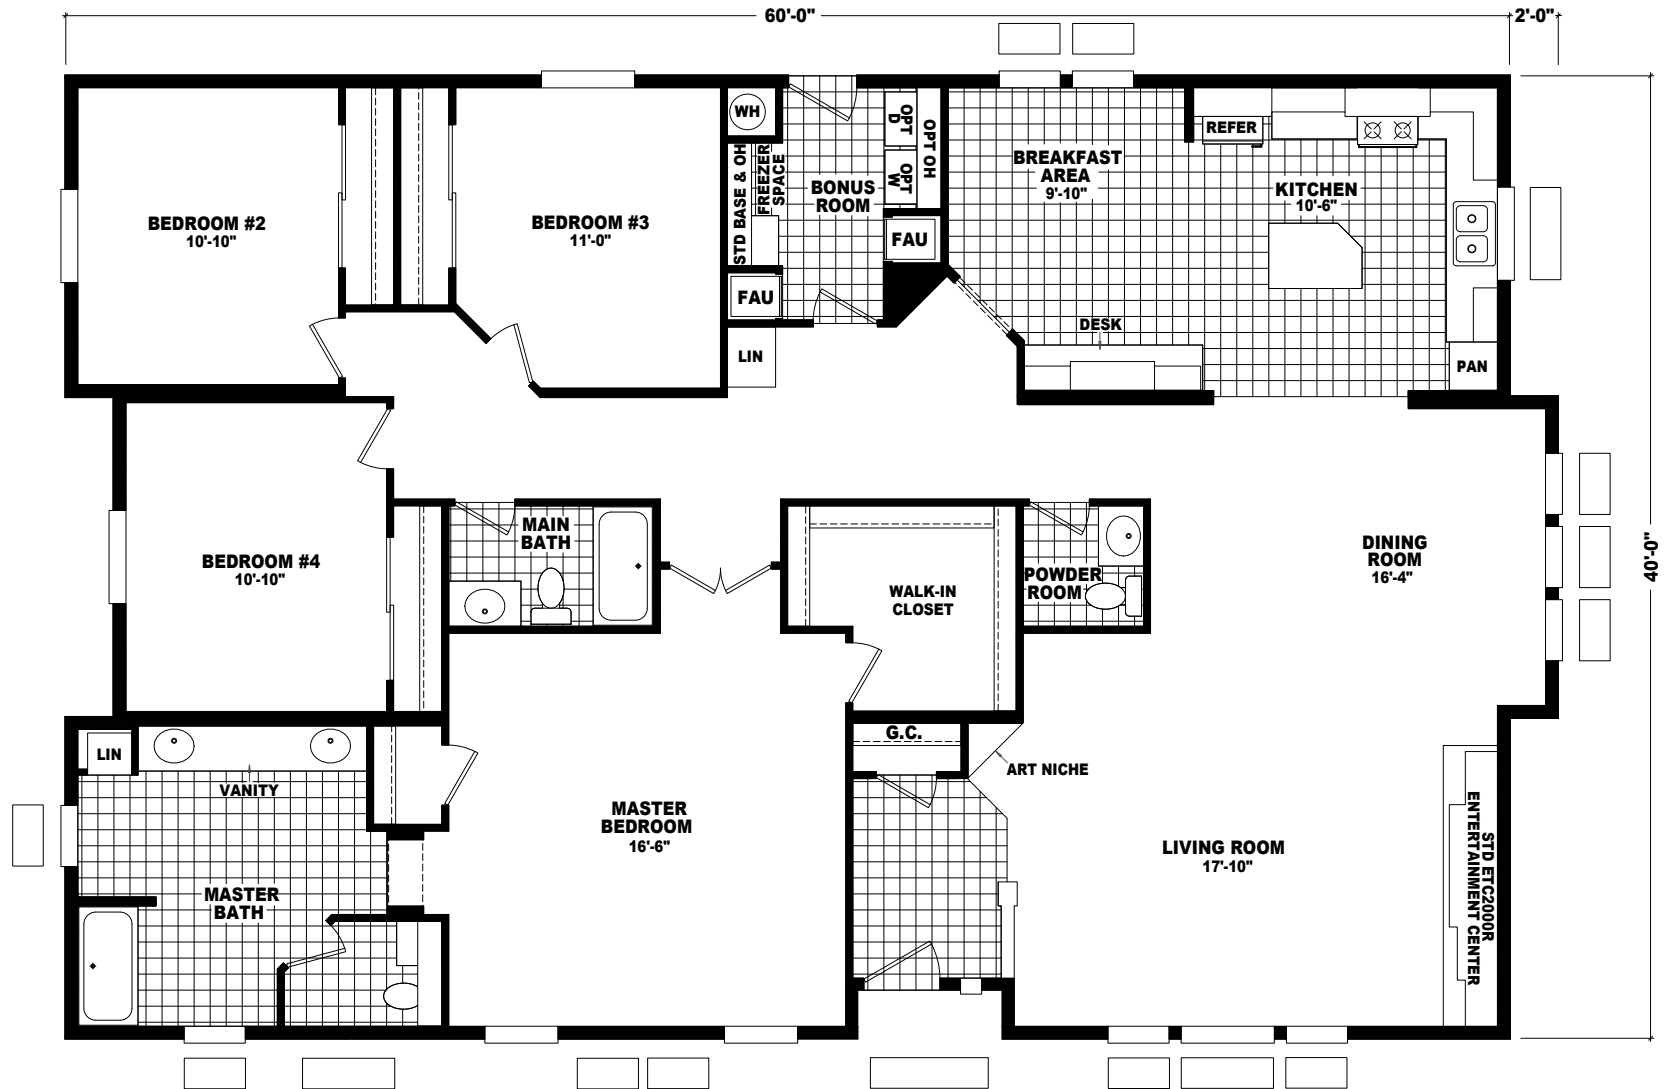 60'-0"
2'-0"
40'-0"
BEDROOM #2
10'-10"
BEDROOM #3
11'-0"
WH
STD BASE & OH
FREEZER
SPACE
BONUS
ROOM
OPT
D
OPT
W
OPT OH
FAU
FAU
LIN
BREAKFAST
AREA
9'-10"
REFER
KITCHEN
10'-6"
DESK
PAN
BEDROOM #4
10'-10"
MAIN
BATH
WALK-IN
CLOSET
POWDER
ROOM
DINING
ROOM
16'-4"
LIN
VANITY
MASTER
BATH
MASTER
BEDROOM
16'-6"
G.C.
ART NICHE
LIVING ROOM
17'-10"
STD ETC2000R
ENTERTAINMENT CENTER